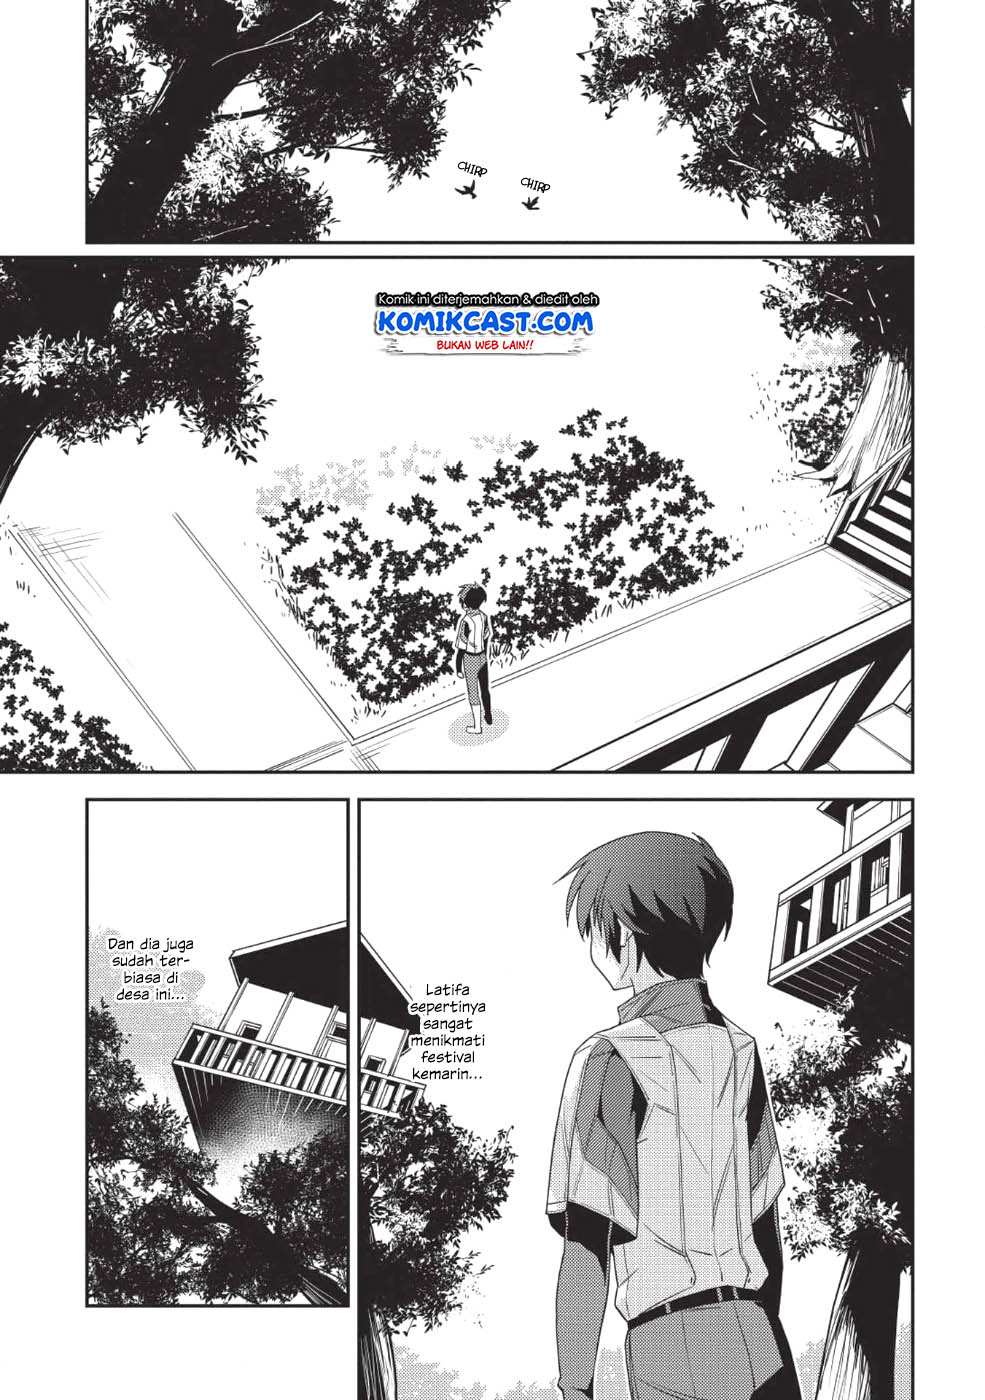 CHIRP
CHIRP
Komik ini diterjemahkan & diedit oleh
KOMIKCAST.COM
BUKAN WEB LAIN!!
Latifa
sepertinya
sangat
menikmati
festival
kemarin...
Dan dia juga
sudah ter-
biasa di
desa ini...